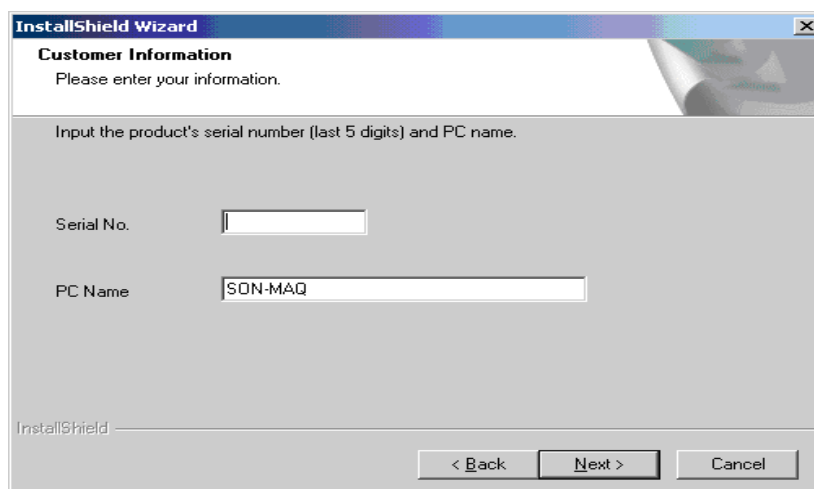 InstallShield Wizard
Customer Information
Please enter your information.
Input the product's serial number (last 5 digits) and PC name.
Serial No.
PC Name SON-MAQ
InstallShield
< Back Next > Cancel